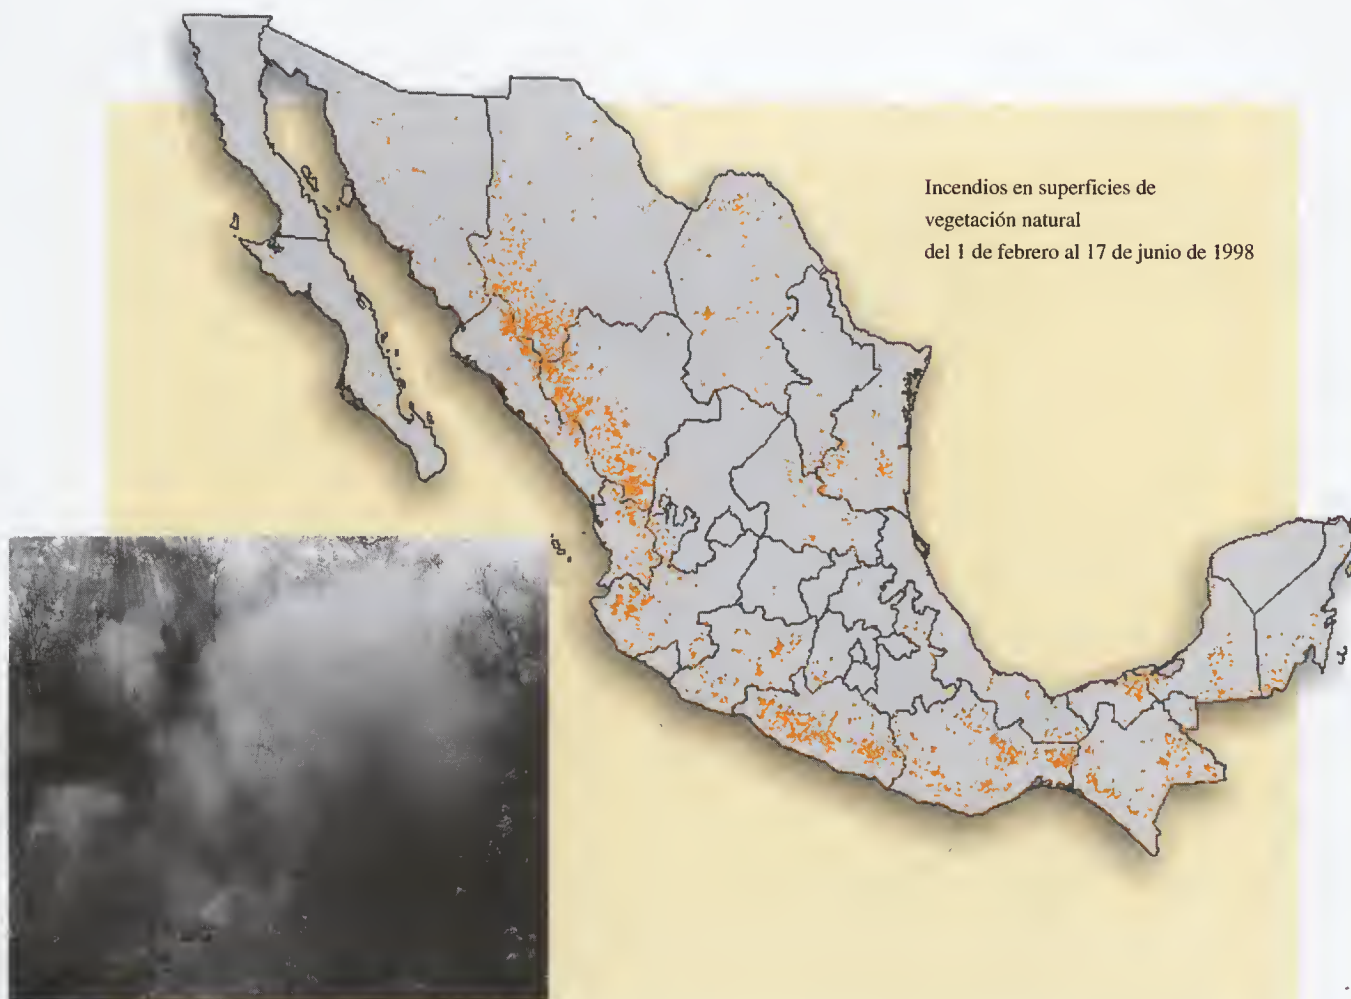 Incendios en superficies de
vegetación natural
del 1 de febrero al 17 de junio de 1998